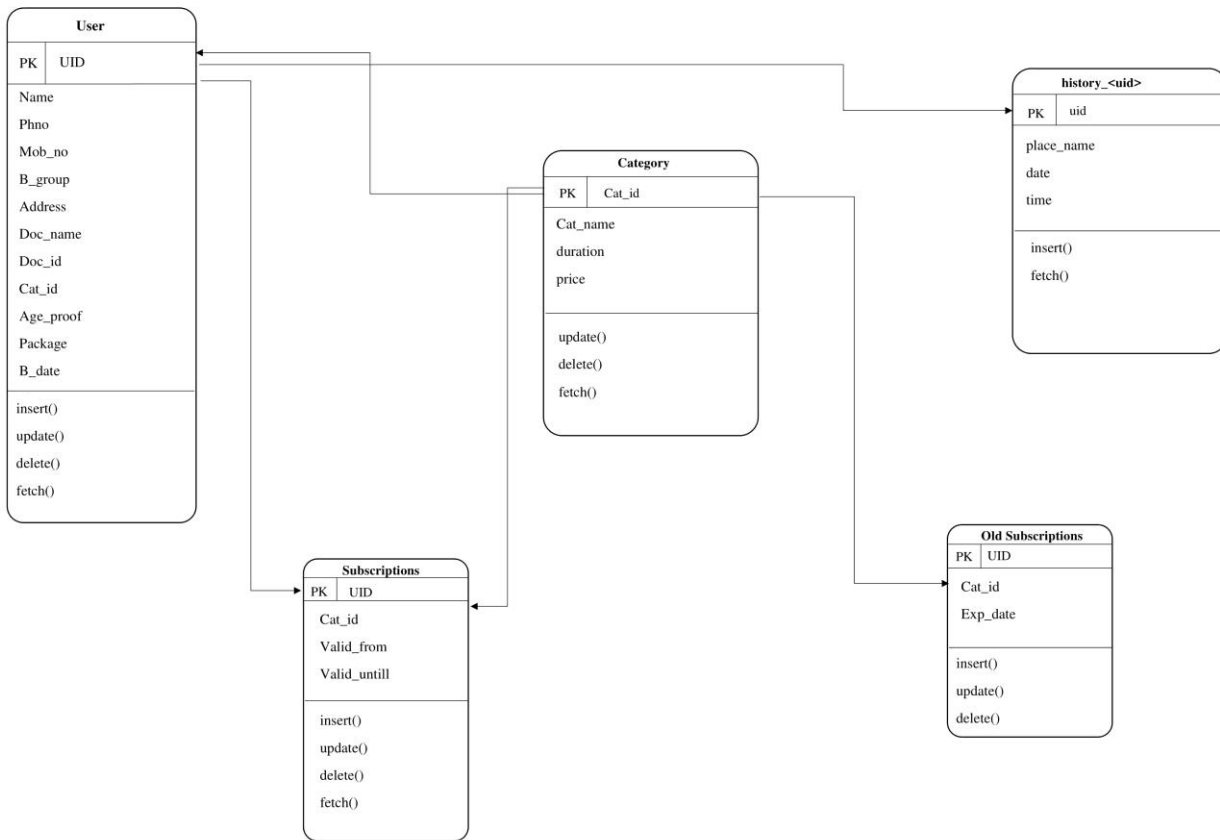 User
PK UID
Name
Phno
Mob_no
B_group
Address
Doc_name
Doc_id
Cat_id
Age_proof
Package
B_date
insert()
update()
delete()
fetch()
Category
PK Cat_id
Cat_name
duration
price
update()
delete()
fetch()
history_<uid>
PK uid
place_name
date
time
insert()
fetch()
Subscriptions
PK UID
Cat_id
Valid_from
Valid_untill
insert()
update()
delete()
fetch()
Old Subscriptions
PK UID
Cat_id
Exp_date
insert()
update()
delete()